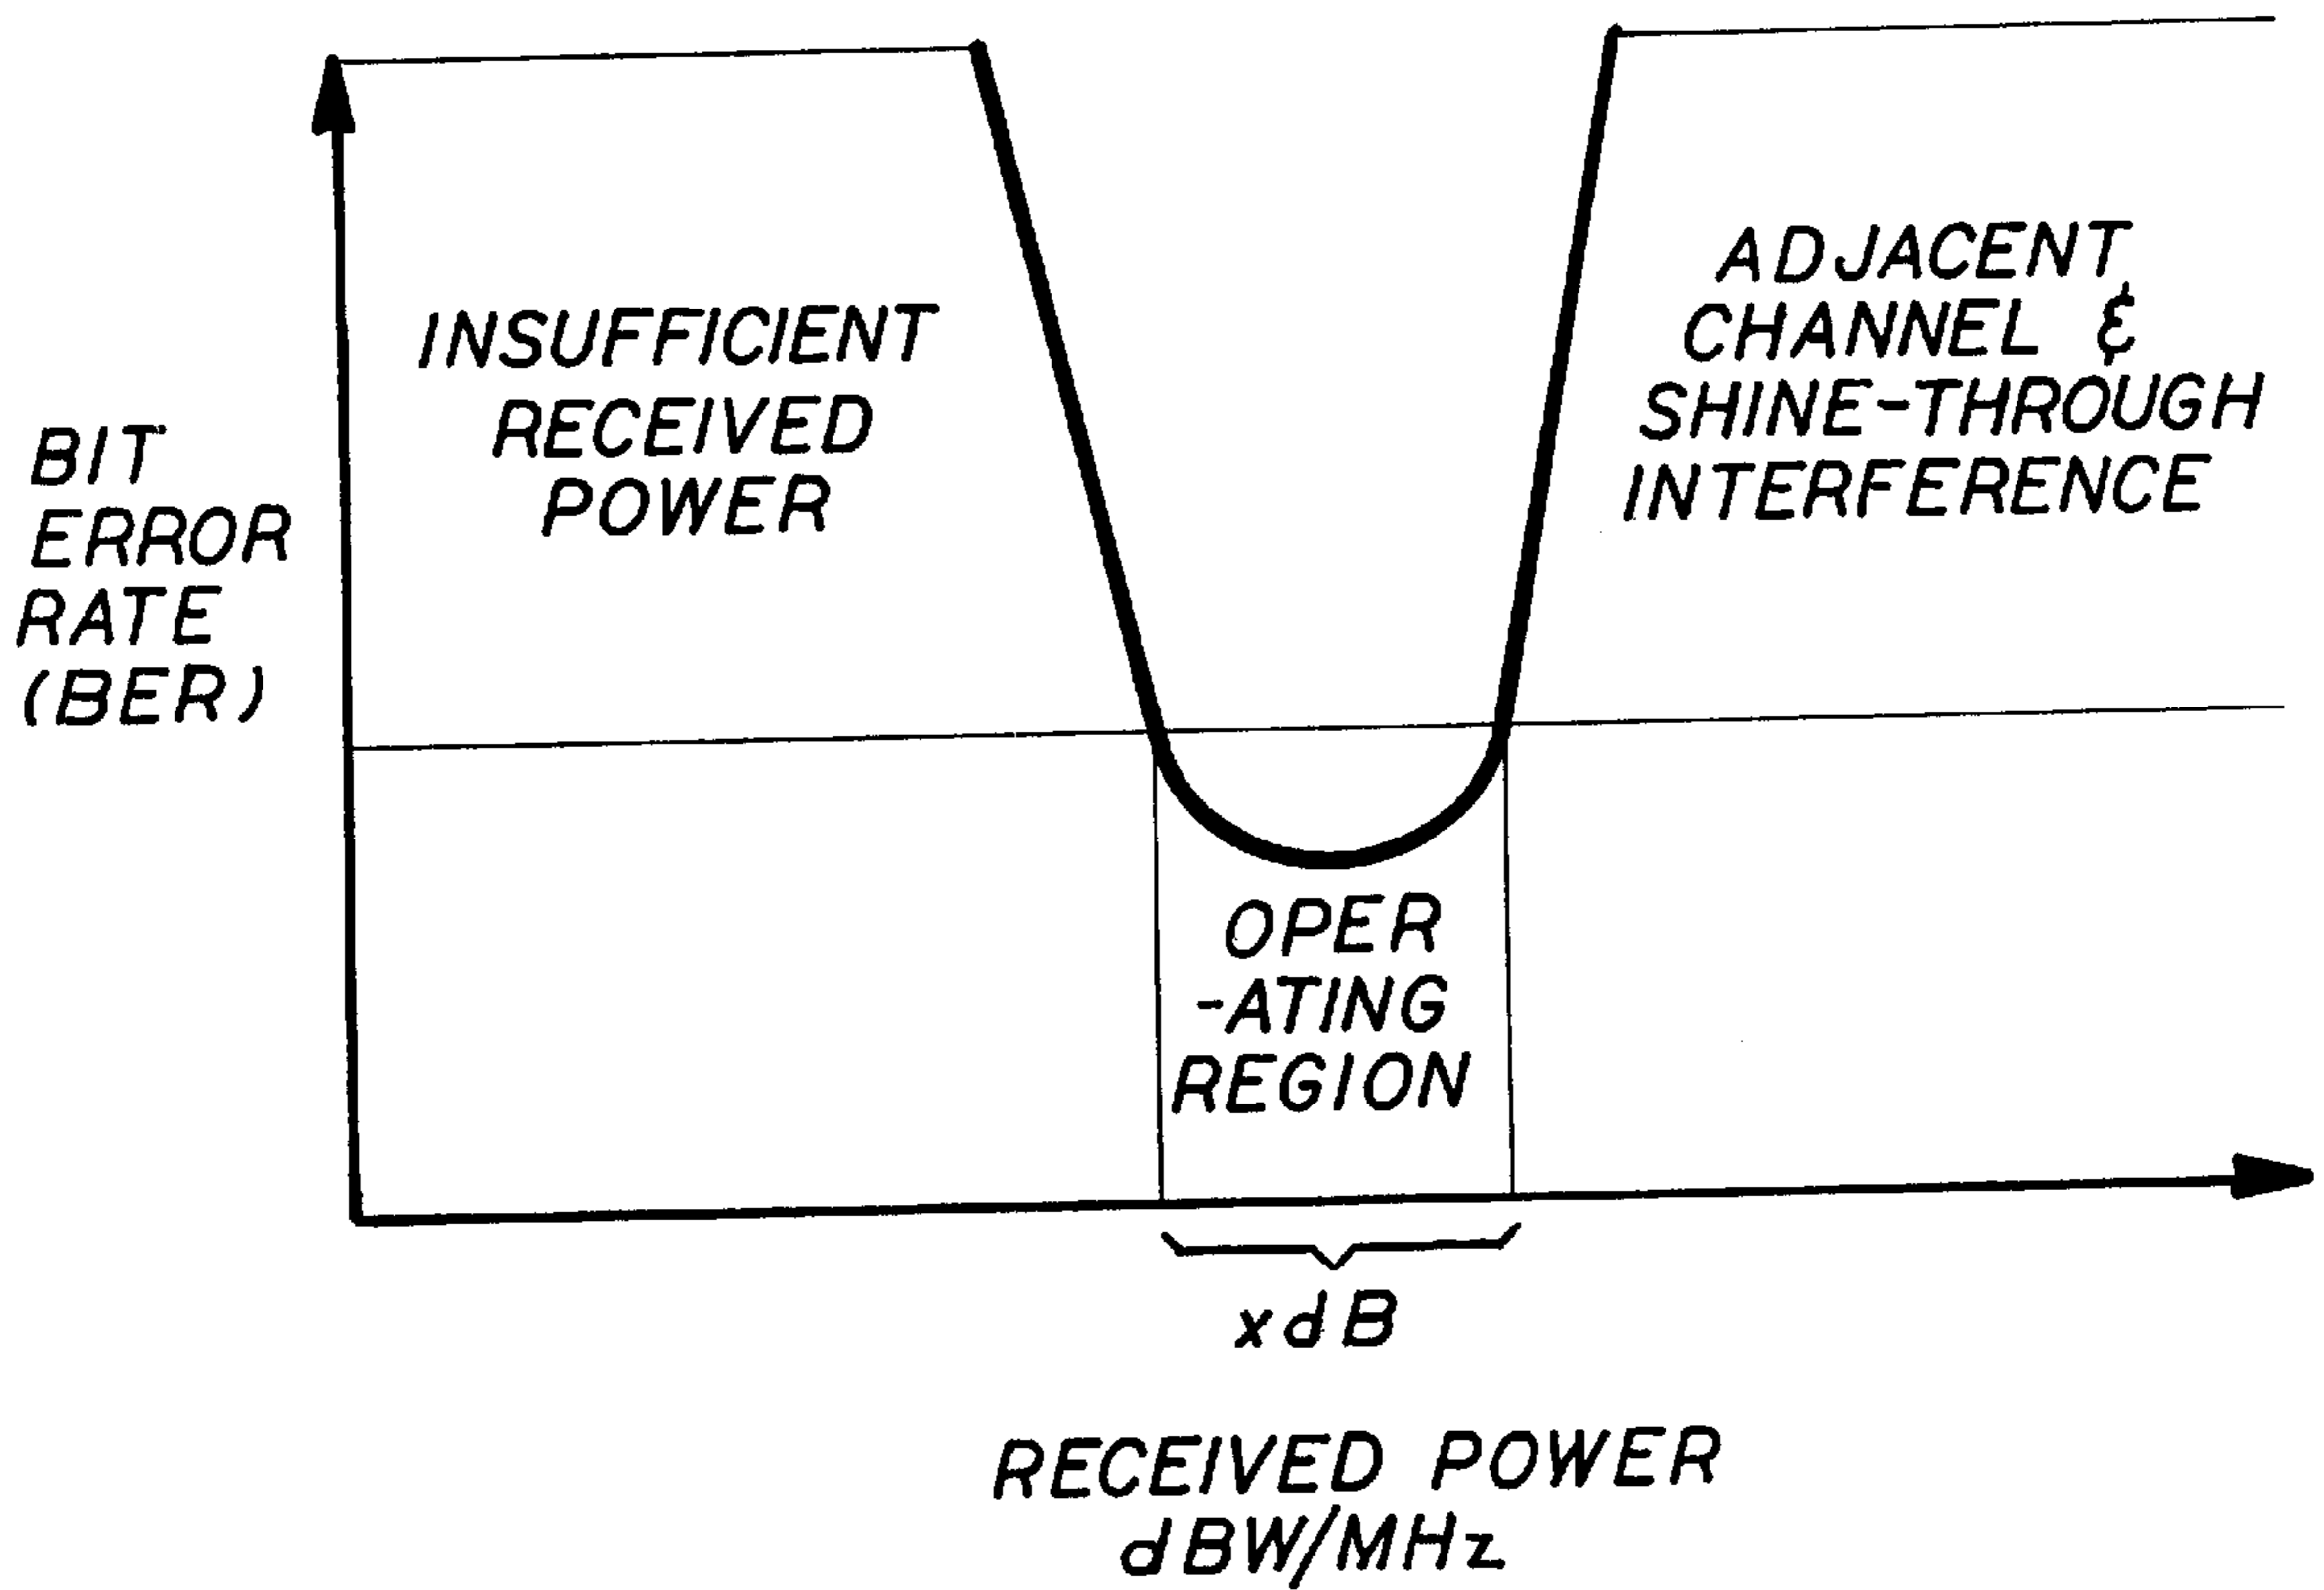 BIT
ERROR
RATE
(BER)
INSUFFICIENT
RECEIVED
POWER
ADJACENT
CHANNEL &
SHINE-THROUGH
INTERFERENCE
OPER
-ATING
REGION
xdB
RECEIVED POWER
dBW/MHz